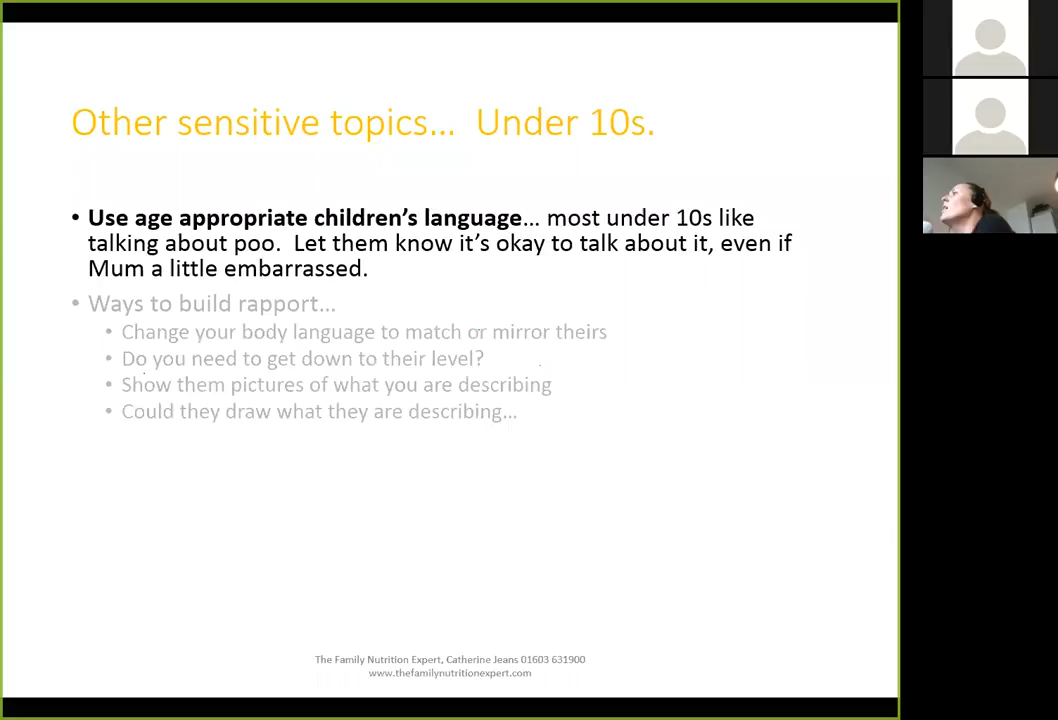 Other sensitive topics… Under 10s.
• Use age appropriate children’s language… most under 10s like
talking about poo. Let them know it’s okay to talk about it, even if
Mum a little embarrassed.
• Ways to build rapport…
• Change your body language to match or mirror theirs
• Do you need to get down to their level?
• Show them pictures of what you are describing
• Could they draw what they are describing…
The Family Nutrition Expert, Catherine Jeans 01603 631900
www.thefamilynutritionexpert.com